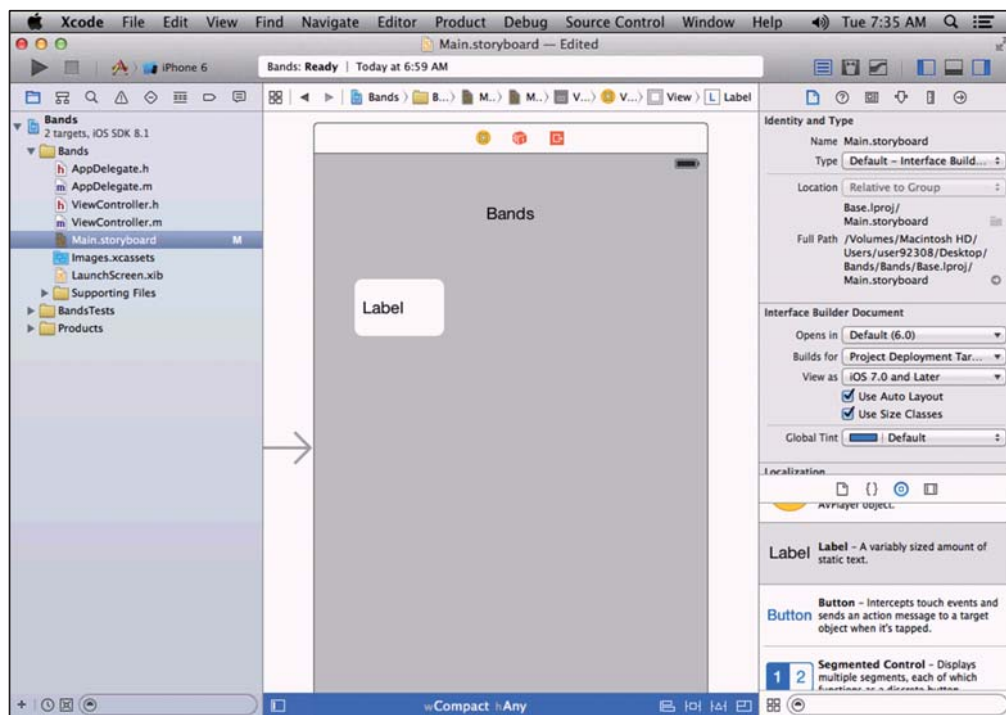 Xcode File Edit View Find Navigate Editor Product Debug Source Control Window Help Tue 7:35 AM
Main.storyboard — Edited
iPhone 6
Bands: Ready | Today at 6:59 AM
Bands
2 targets, iOS SDK 8.1
Bands
AppDelegate.h
AppDelegate.m
ViewController.h
ViewController.m
Main.storyboard M
Images.xcassets
LaunchScreen.xib
Supporting Files
BandsTests
Products
Bands B... M... M... V... V... View L Label
Bands
Label
wCompact hAny
Identity and Type
Name Main.storyboard
Type Default – Interface Build...
Location Relative to Group
Base.lproj/
Main.storyboard
Full Path /Volumes/Macintosh HD/
Users/user92308/Desktop/
Bands/Bands/Base.lproj/
Main.storyboard
Interface Builder Document
Opens in Default (6.0)
Builds for Project Deployment Tar...
View as iOS 7.0 and Later
Use Auto Layout
Use Size Classes
Global Tint Default
Localization
AVPlayer object.
Label Label – A variably sized amount of
static text.
Button Button – Intercepts touch events and
sends an action message to a target
object when it's tapped.
1 2 Segmented Control – Displays
multiple segments, each of which
functions as a discrete button.